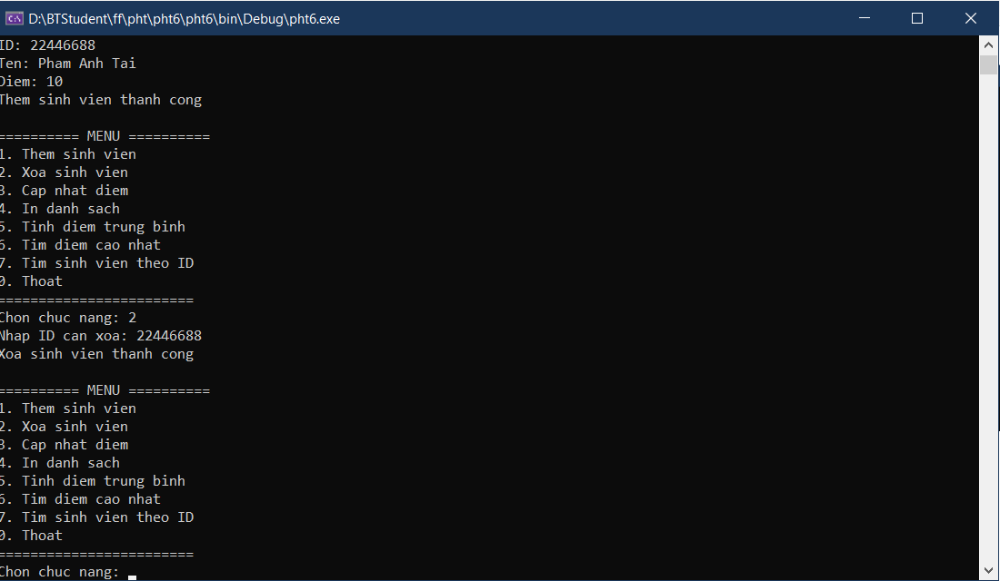 D:\BTStudent\ff\pht\pht6\pht6\bin\Debug\pht6.exe
ID: 22446688
Ten: Pham Anh Tai
Diem: 10
Them sinh vien thanh cong
========== MENU ==========
1. Them sinh vien
2. Xoa sinh vien
3. Cap nhat diem
4. In danh sach
5. Tinh diem trung binh
6. Tim diem cao nhat
7. Tim sinh vien theo ID
0. Thoat
========================
Chon chuc nang: 2
Nhap ID can xoa: 22446688
Xoa sinh vien thanh cong
========== MENU ==========
1. Them sinh vien
2. Xoa sinh vien
3. Cap nhat diem
4. In danh sach
5. Tinh diem trung binh
6. Tim diem cao nhat
7. Tim sinh vien theo ID
0. Thoat
========================
Chon chuc nang: